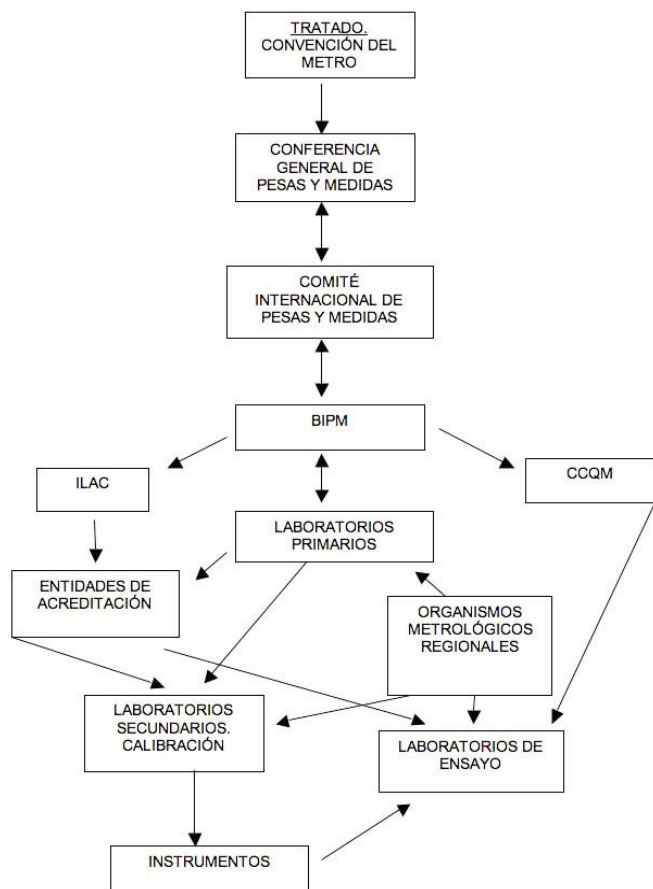 TRATADO.
CONVENCIÓN DEL
METRO
CONFERENCIA
GENERAL DE
PESAS Y MEDIDAS
COMITÉ
INTERNACIONAL DE
PESAS Y MEDIDAS
BIPM
ILAC
CCQM
LABORATORIOS
PRIMARIOS
ENTIDADES DE
ACREDITACIÓN
ORGANISMOS
METROLÓGICOS
REGIONALES
LABORATORIOS
SECUNDARIOS.
CALIBRACIÓN
LABORATORIOS DE
ENSAYO
INSTRUMENTOS